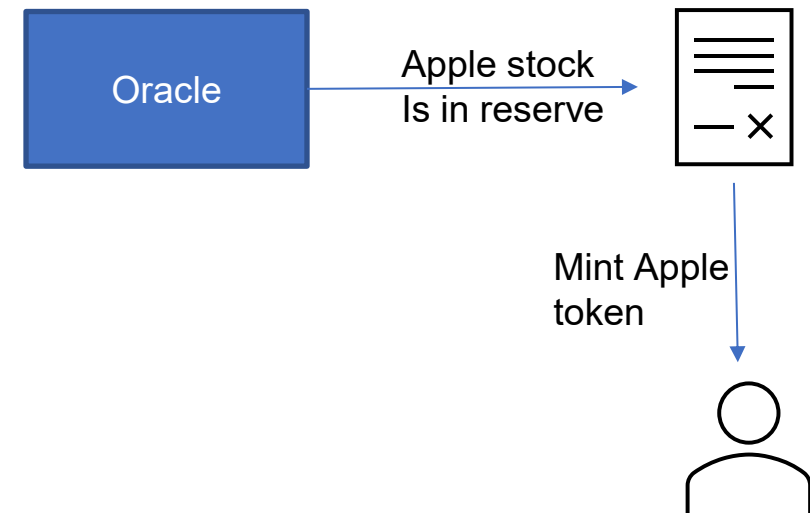 Oracle
Apple stock
Is in reserve
Mint Apple
token